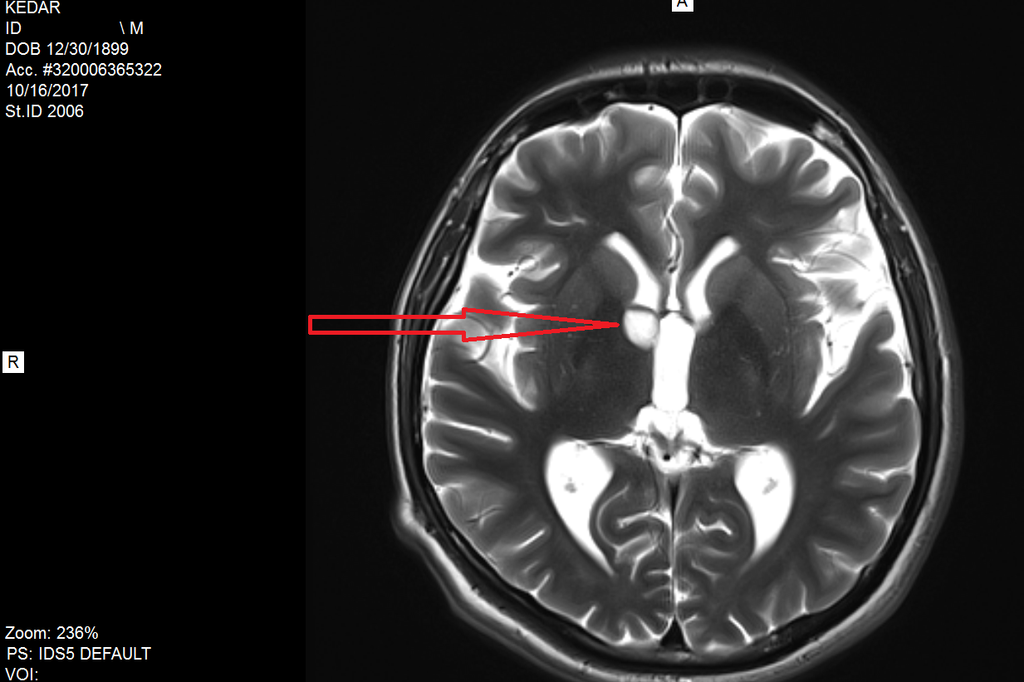 KEDAR
ID \ M
DOB 12/30/1899
Acc. #320006365322
10/16/2017
St.ID 2006
A
R
Zoom: 236%
PS: IDS5 DEFAULT
VOI: